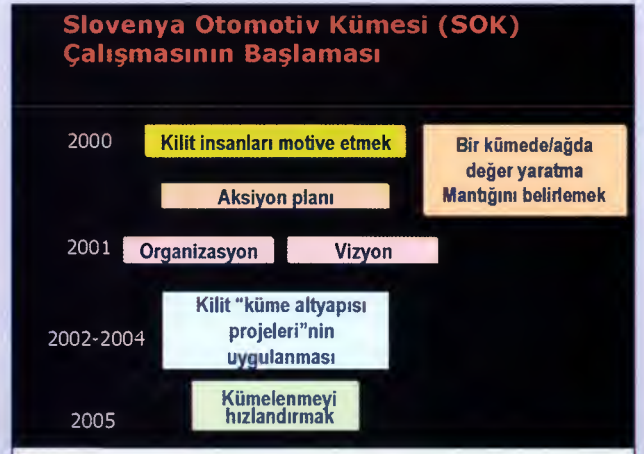 Slovenya Otomotiv Kümesi (SOK)
Çalışmasının Başlaması
2000
Kilit insanları motive etmek
Bir kümede/ağda
değer yaratma
Mantığını belirlemek
Aksiyon planı
2001
Organizasyon
Vizyon
2002-2004
Kilit “küme altyapısı
projeleri”nin
uygulanması
2005
Kümelenmeyi
hızlandırmak